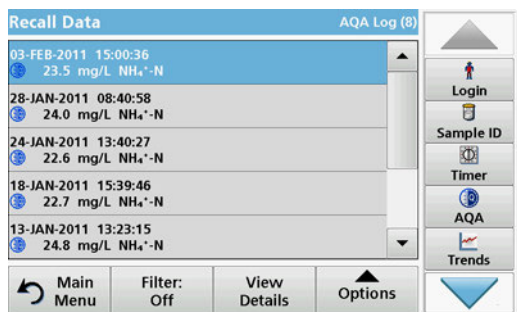 Recall Data AQA Log (8)
03-FEB-2011 15:00:36
23.5 mg/L NH₄⁺-N
28-JAN-2011 08:40:58
24.0 mg/L NH₄⁺-N
24-JAN-2011 13:40:27
22.6 mg/L NH₄⁺-N
18-JAN-2011 15:39:46
22.7 mg/L NH₄⁺-N
13-JAN-2011 13:23:15
24.8 mg/L NH₄⁺-N
Login
Sample ID
Timer
AQA
Trends
Main
Menu
Filter:
Off
View
Details
Options